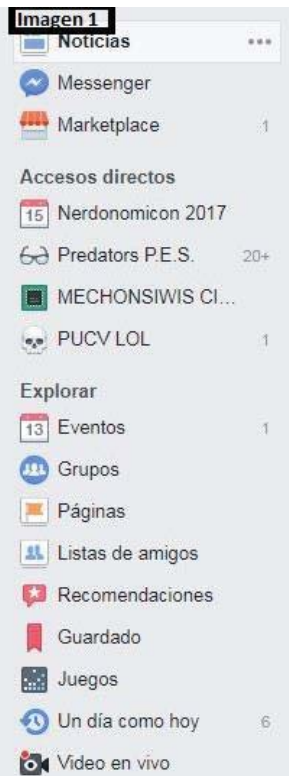 Imagen 1
Noticias
Messenger
Marketplace 1
Accesos directos
15 Nerdonomicon 2017
Predators P.E.S. 20+
MECHONSIWIS CI...
PUCV LOL 1
Explorar
13 Eventos 1
Grupos
Páginas
Listas de amigos
Recomendaciones
Guardado
Juegos
Un día como hoy 6
Video en vivo